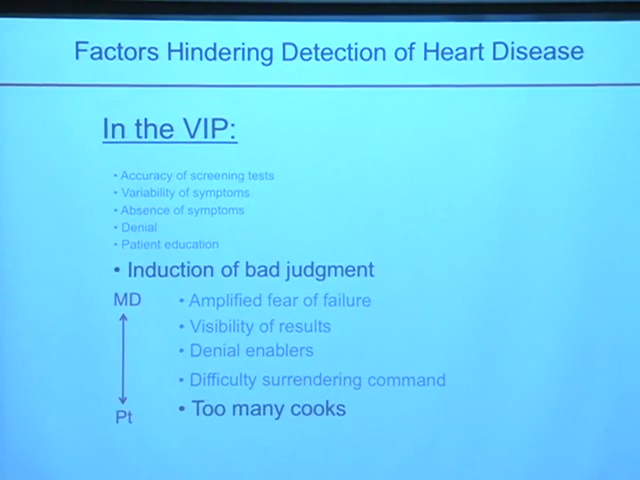 Factors Hindering Detection of Heart Disease
In the VIP:
• Accuracy of screening tests
• Variability of symptoms
• Absence of symptoms
• Denial
• Patient education
• Induction of bad judgment
MD
• Amplified fear of failure
• Visibility of results
• Denial enablers
• Difficulty surrendering command
• Too many cooks
Pt